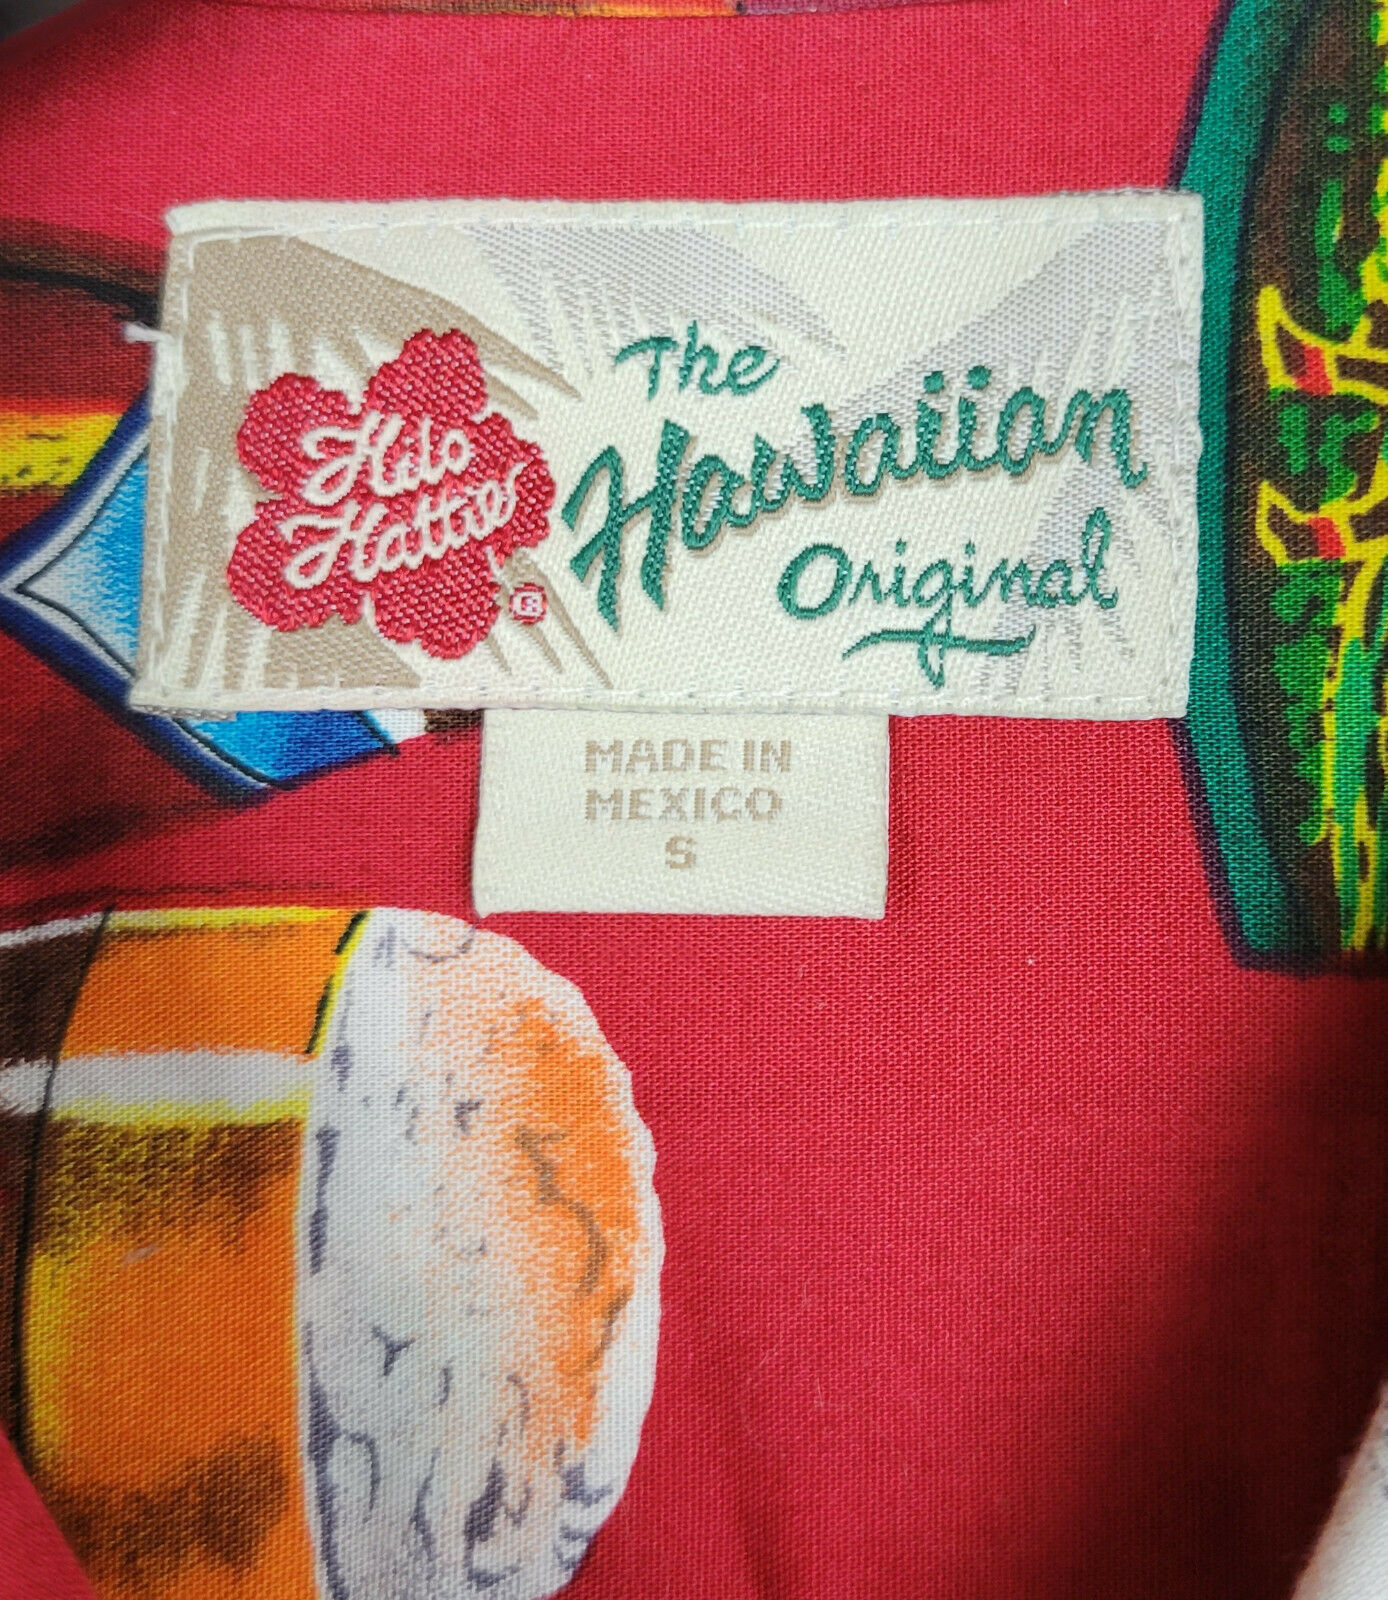 Hilo
Hattie
®
The
Hawaiian
Original
MADE IN
MEXICO
S